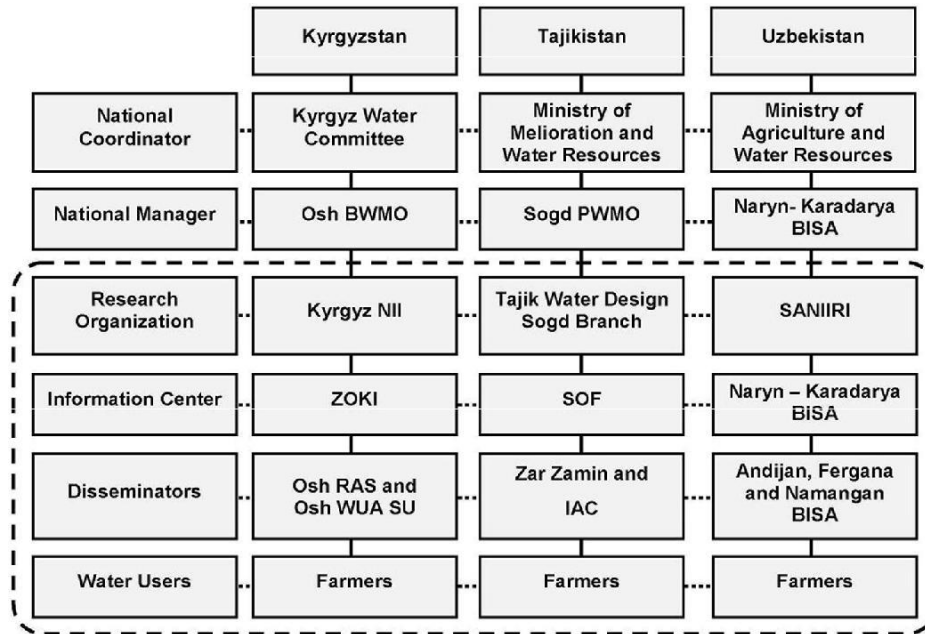 Kyrgyzstan
Tajikistan
Uzbekistan
National
Coordinator
Kyrgyz Water
Committee
Ministry of
Melioration and
Water Resources
Ministry of
Agriculture and
Water Resources
National Manager
Osh BWMO
Sogd PWMO
Naryn- Karadarya
BISA
Research
Organization
Kyrgyz NII
Tajik Water Design
Sogd Branch
SANIIRI
Information Center
ZOKI
SOF
Naryn – Karadarya
BiSA
Disseminators
Osh RAS and
Osh WUA SU
Zar Zamin and
IAC
Andijan, Fergana
and Namangan
BISA
Water Users
Farmers
Farmers
Farmers